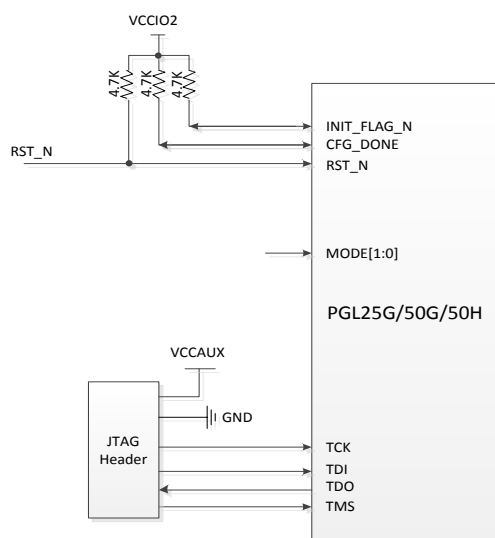 VCCIO2
4.7K
4.7K
4.7K
INIT_FLAG_N
CFG_DONE
RST_N
RST_N
MODE[1:0]
PGL25G/50G/50H
VCCAUX
GND
JTAG
Header
TCK
TDI
TDO
TMS